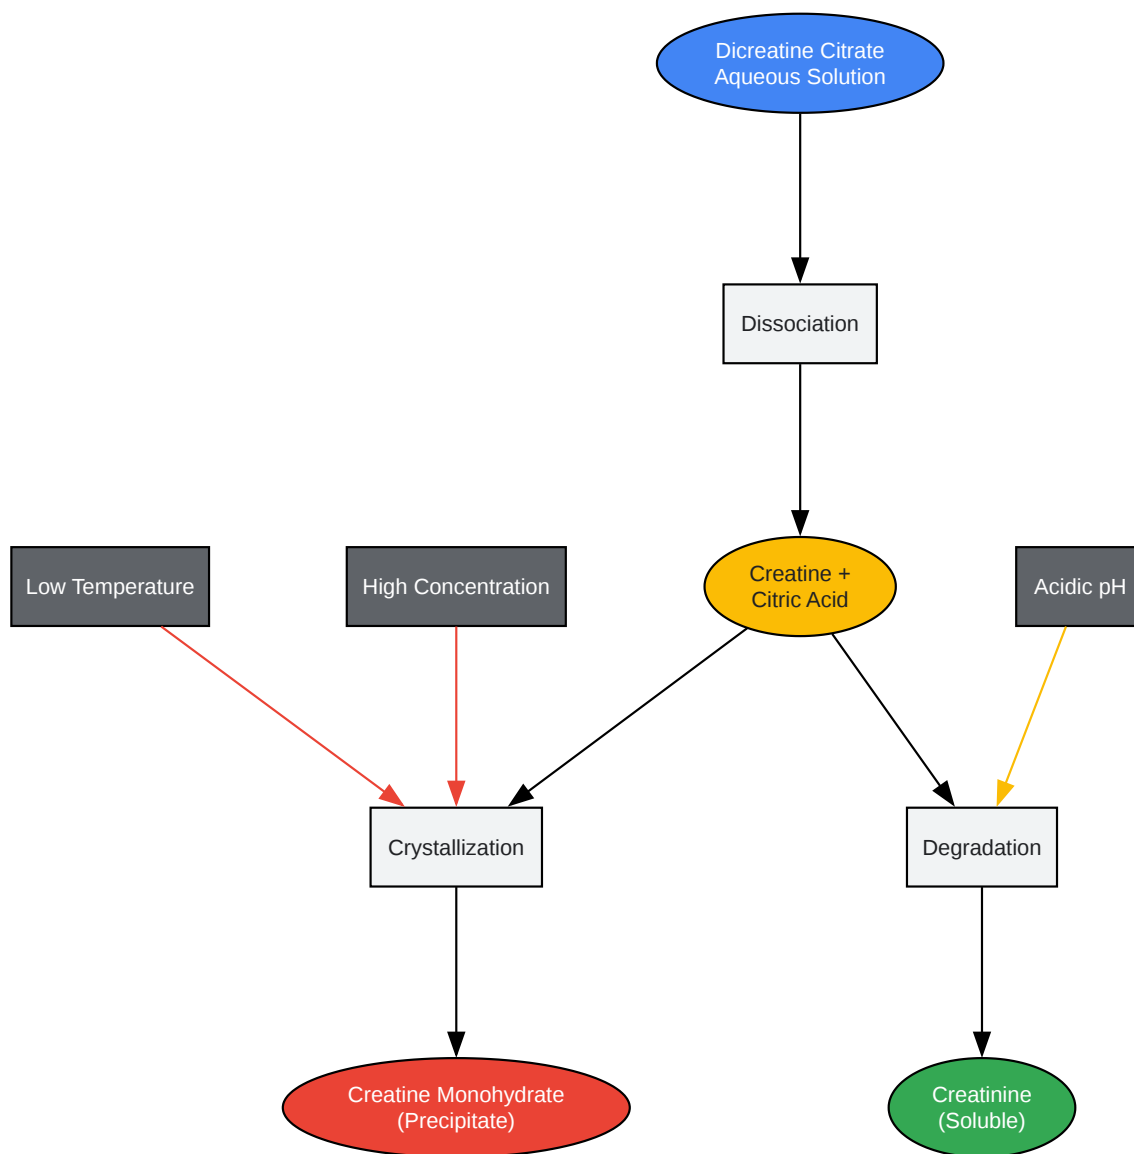 Dicreatine Citrate
Aqueous Solution
Dissociation
Low Temperature
High Concentration
Creatine +
Citric Acid
Acidic pH
Crystallization
Degradation
Creatine Monohydrate
(Precipitate)
Creatinine
(Soluble)